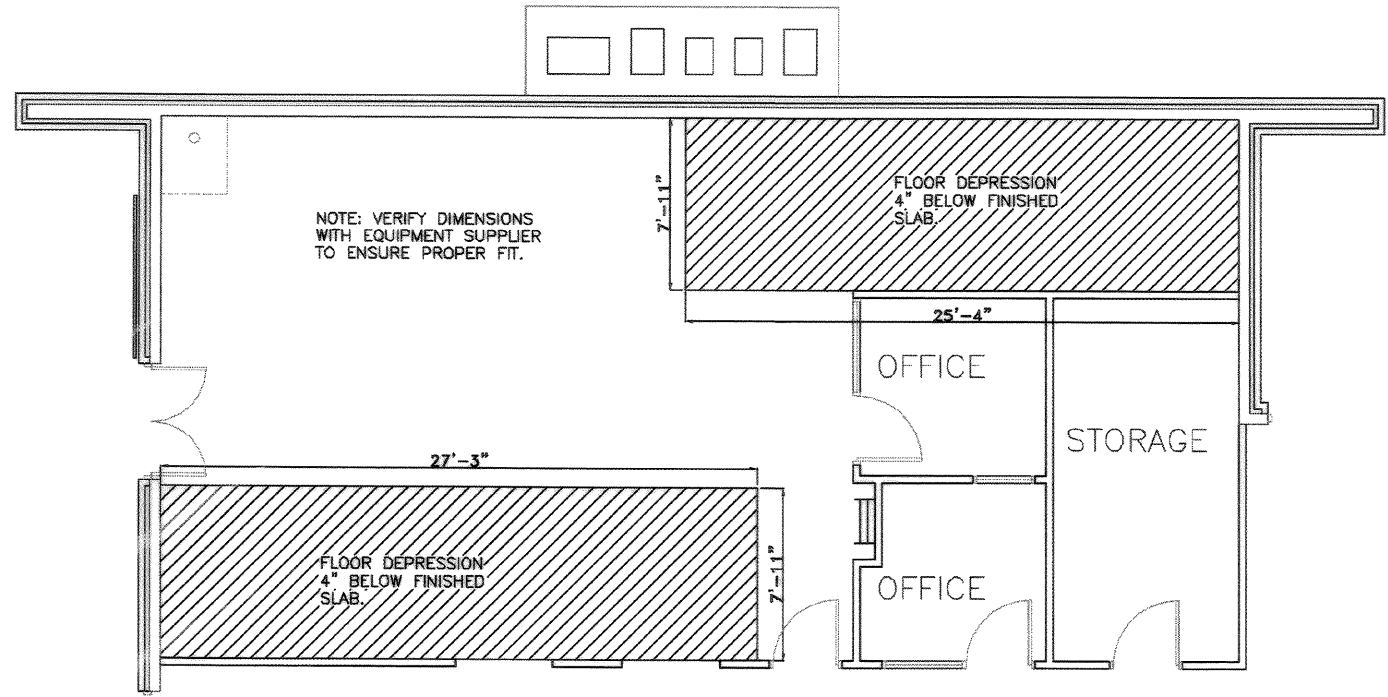 FLOOR DEPRESSION
4" BELOW FINISHED
SLAB.
7'-11"
NOTE: VERIFY DIMENSIONS
WITH EQUIPMENT SUPPLIER
TO ENSURE PROPER FIT.
25'-4"
OFFICE
STORAGE
27'-3"
FLOOR DEPRESSION
4" BELOW FINISHED
SLAB.
7'-11"
OFFICE